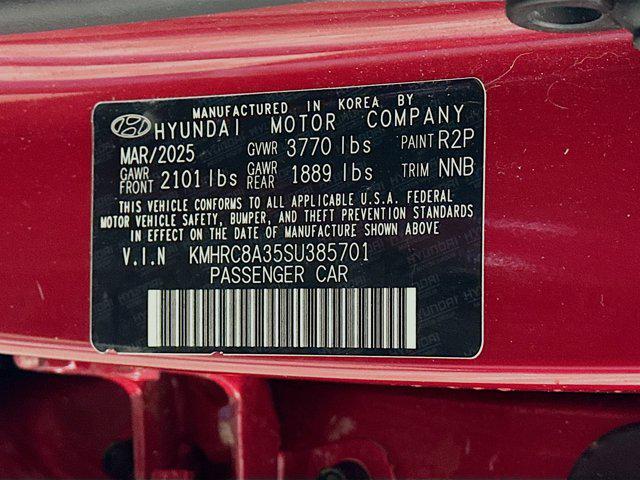 MANUFACTURED IN KOREA BY
HYUNDAI MOTOR COMPANY
MAR/2025 GVWR 3770 lbs PAINT R2P
GAWR FRONT 2101 lbs GAWR REAR 1889 lbs TRIM NNB
THIS VEHICLE CONFORMS TO ALL APPLICABLE U.S.A. FEDERAL
MOTOR VEHICLE SAFETY, BUMPER, AND THEFT PREVENTION STANDARDS
IN EFFECT ON THE DATE OF MANUFACTURE SHOWN ABOVE
V.I.N KMHRC8A35SU385701
PASSENGER CAR